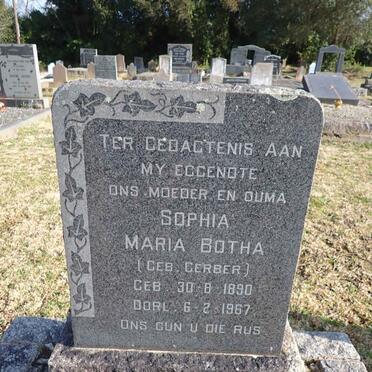 TER GEDAGTENIS AAN
MY EGGENOTE
ONS MOEDER EN OUMA
SOPHIA
MARIA BOTHA
(GEB. GERBER)
GEB. 30-8-1890
OORL. 6-2-1967
ONS GUN U DIE RUS